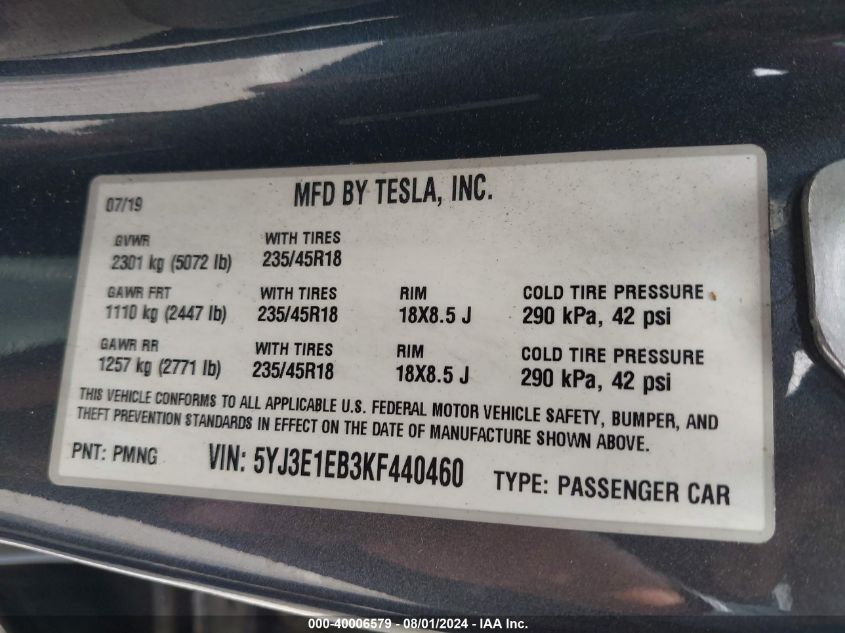 07/19
MFD BY TESLA, INC.
GVWR
2301 kg (5072 lb)
WITH TIRES
235/45R18
GAWR FRT
1110 kg (2447 lb)
WITH TIRES
235/45R18
RIM
18X8.5 J
COLD TIRE PRESSURE
290 kPa, 42 psi
GAWR RR
1257 kg (2771 lb)
WITH TIRES
235/45R18
RIM
18X8.5 J
COLD TIRE PRESSURE
290 kPa, 42 psi
THIS VEHICLE CONFORMS TO ALL APPLICABLE U.S. FEDERAL MOTOR VEHICLE SAFETY, BUMPER, AND
THEFT PREVENTION STANDARDS IN EFFECT ON THE DATE OF MANUFACTURE SHOWN ABOVE.
PNT: PMNG
VIN: 5YJ3E1EB3KF440460
TYPE: PASSENGER CAR
000-40006579 - 08/01/2024 - IAA Inc.